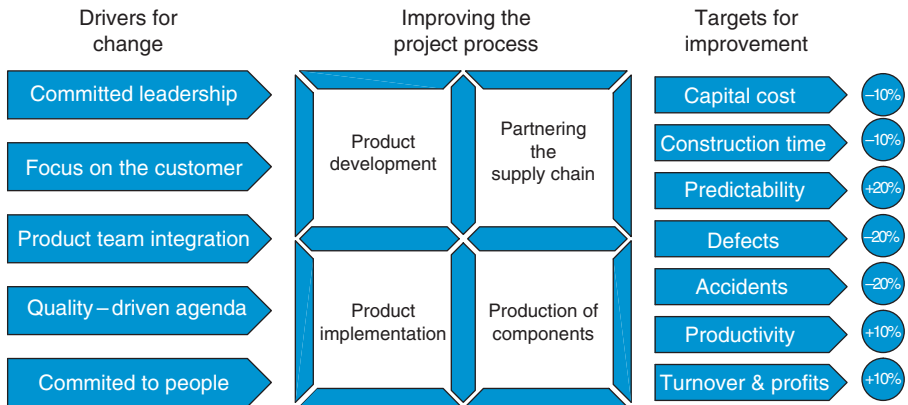 Drivers for
change
Committed leadership
Focus on the customer
Product team integration
Quality–driven agenda
Commited to people
Improving the
project process
Product
development
Partnering
the
supply chain
Product
implementation
Production of
components
Targets for
improvement
Capital cost
–10%
Construction time
–10%
Predictability
+20%
Defects
–20%
Accidents
–20%
Productivity
+10%
Turnover & profits
+10%